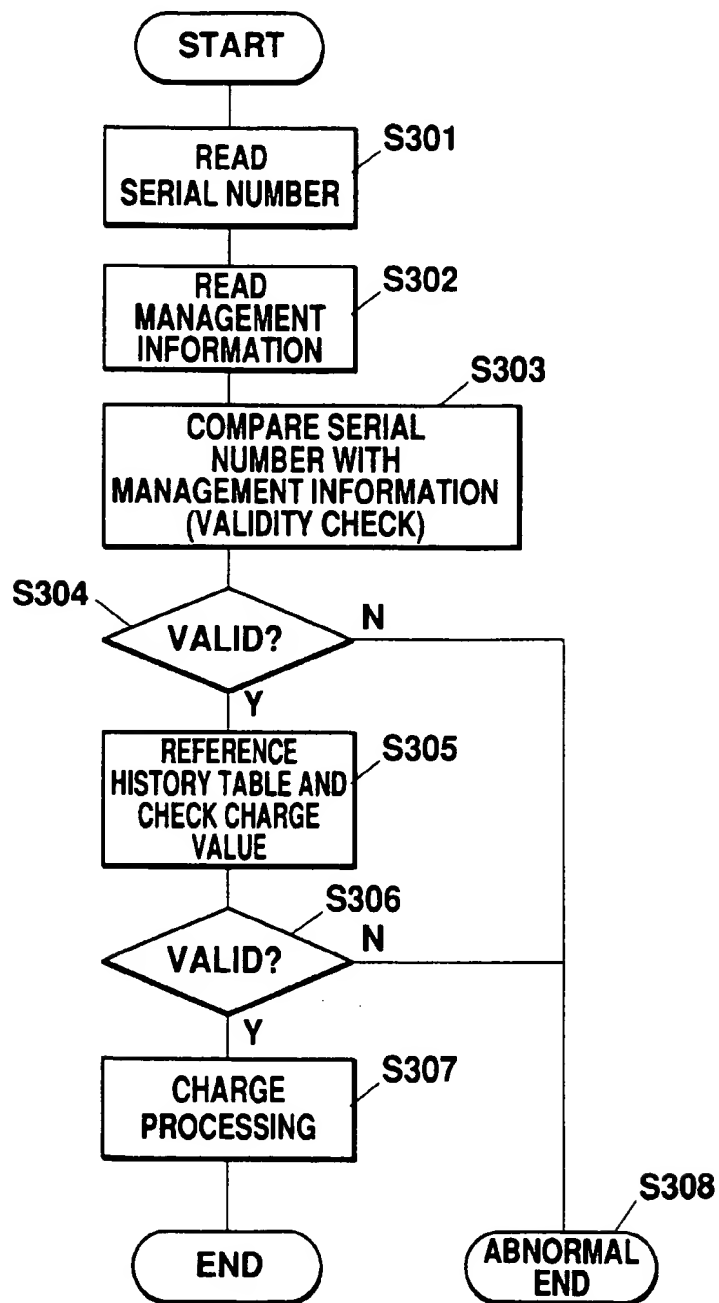 START
S301
READ
SERIAL NUMBER
S302
READ
MANAGEMENT
INFORMATION
S303
COMPARE SERIAL
NUMBER WITH
MANAGEMENT INFORMATION
(VALIDITY CHECK)
S304
VALID?
N
Y
S305
REFERENCE
HISTORY TABLE AND
CHECK CHARGE
VALUE
S306
VALID?
N
Y
S307
CHARGE
PROCESSING
END
S308
ABNORMAL
END